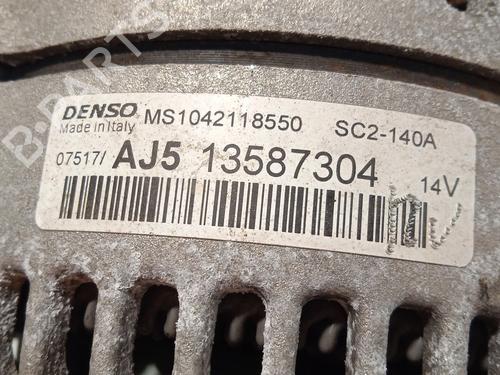 B-PARTS
DENSO MS1042118550 SC2-140A
Made in Italy
07517/ AJ5 13587304 14V